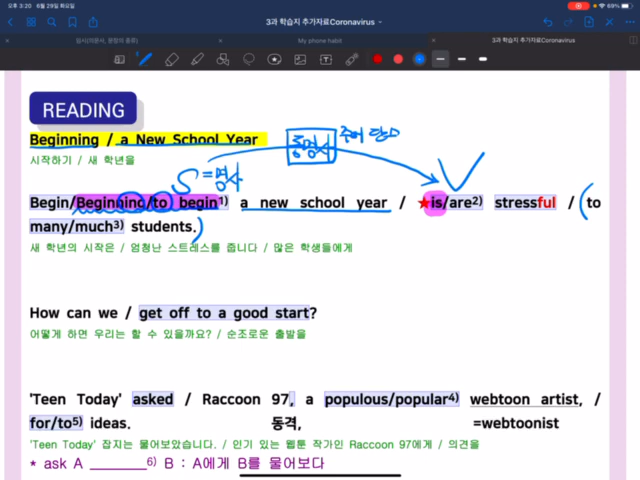 오후 3:20 6월 29일 화요일
69%
3과 학습지 추가자료Coronavirus
임시(의문사, 문장의 종류)
My phone habit
3과 학습지 추가자료Coronavirus
READING
Beginning / a New School Year
시작하기 / 새 학년을
동명사
주어 단수
S = 명사
Begin/Beginning/to begin1) a new school year / ★is/are2) stressful / (to
many/much3) students.)
새 학년의 시작은 / 엄청난 스트레스를 줍니다 / 많은 학생들에게
V
How can we / get off to a good start?
어떻게 하면 우리는 할 수 있을까요? / 순조로운 출발을
'Teen Today' asked / Raccoon 97, a populous/popular4) webtoon artist, /
for/to5) ideas. 동격, =webtoonist
'Teen Today' 잡지는 물어보았습니다. / 인기 있는 웹툰 작가인 Raccoon 97에게 / 의견을
* ask A ________6) B : A에게 B를 물어보다